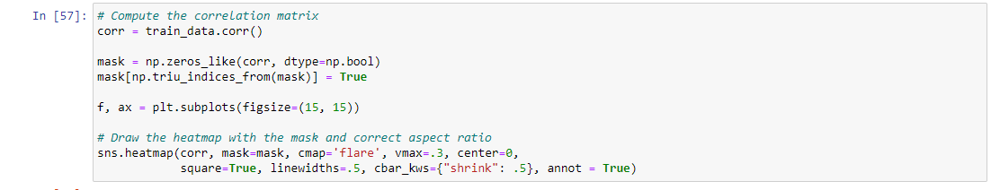 In [57]: # Compute the correlation matrix
corr = train_data.corr()
mask = np.zeros_like(corr, dtype=np.bool)
mask[np.triu_indices_from(mask)] = True
f, ax = plt.subplots(figsize=(15, 15))
# Draw the heatmap with the mask and correct aspect ratio
sns.heatmap(corr, mask=mask, cmap='flare', vmax=.3, center=0,
            square=True, linewidths=.5, cbar_kws={"shrink": .5}, annot = True)